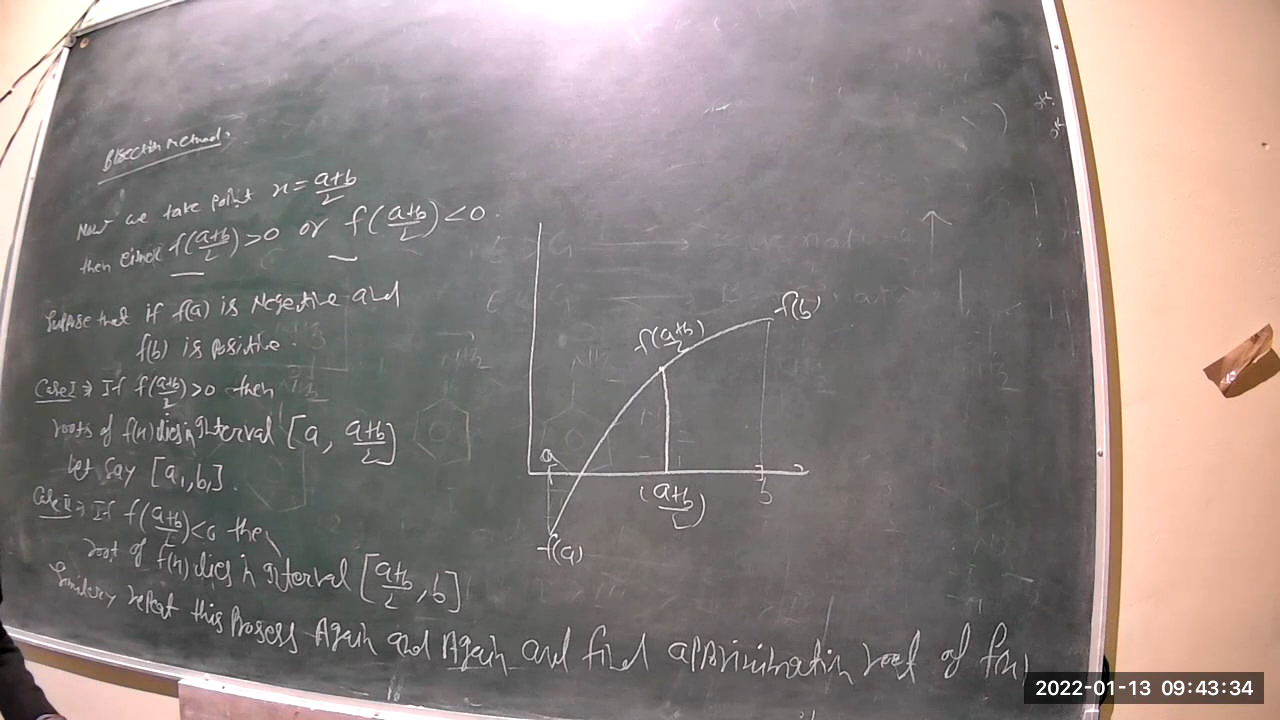 Bisection Method:
Now we take point x = a+b/2
then either f(a+b/2) > 0 or f(a+b/2) < 0.
Suppose that if f(a) is Negative and
f(b) is positive.
Case I ⇒ If f(a+b/2) > 0 then
roots of f(x) lies in interval [a, a+b/2]
let say [a₁, b₁].
Case II ⇒ If f(a+b/2) < 0 then
root of f(x) lies in interval [a+b/2, b]
Similary repeat this Prosess Again and Again and find approximation root of f(x)
f(b)
f(a+b/2)
a
(a+b/2)
b
f(a)
2022-01-13 09:43:34